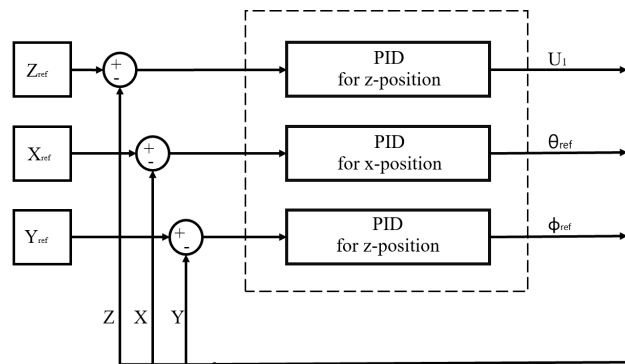 Zref
+
-
PID
for z-position
U1
Xref
+
-
PID
for x-position
θref
Yref
+
-
PID
for z-position
ϕref
Z X Y